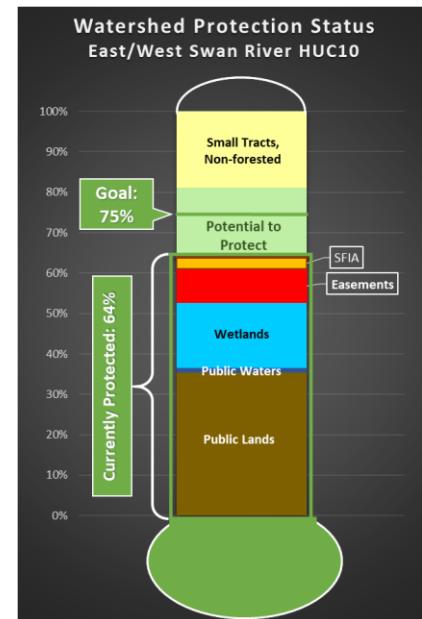 Watershed Protection Status
East/West Swan River HUC10
100%
90%
80%
70%
60%
50%
40%
30%
20%
10%
0%
Small Tracts,
Non-forested
Goal:
75%
Potential to
Protect
SFIA
Easements
Wetlands
Public Waters
Public Lands
Currently Protected: 64%